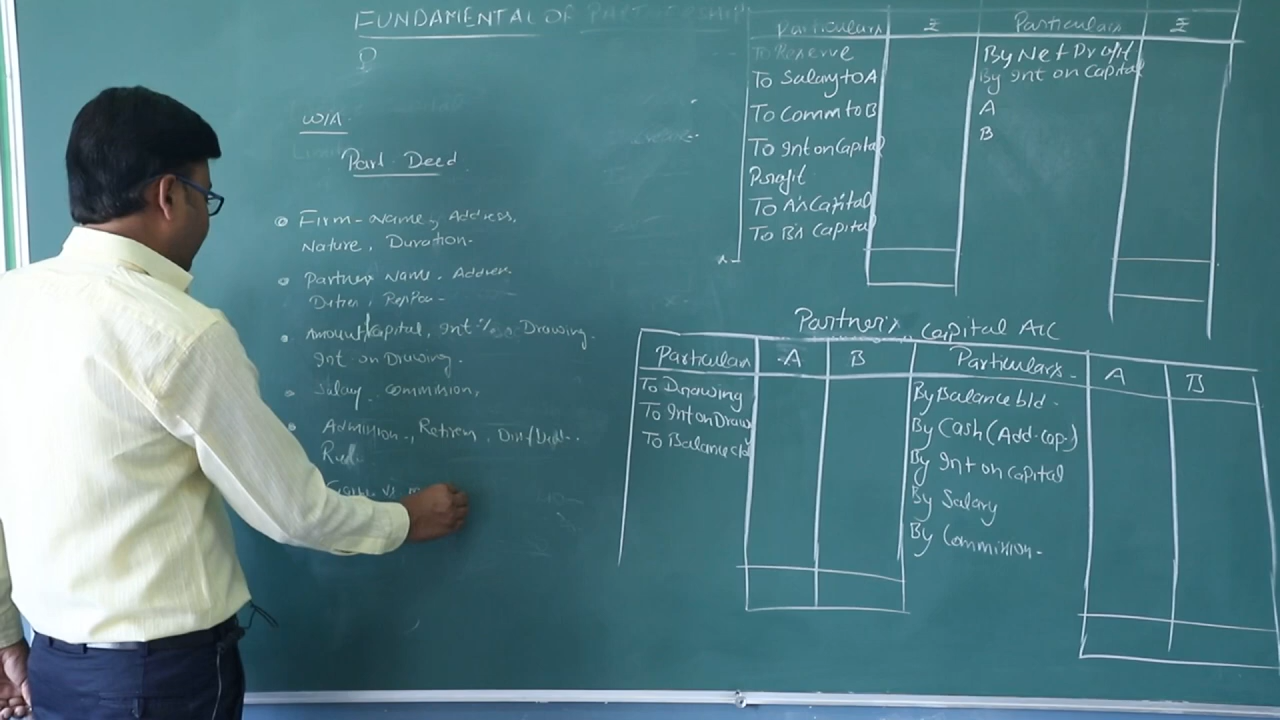 FUNDAMENTAL OF PARTNERSHIP
W/A
Part. Deed
Firm - Name, Address,
Nature, Duration-
Partner Name. Address
Amount/Capital, Int % on Drawing.
Int on Drawing.
Salary, commission,
Admission, Retirem,
Particulars ₹ Particulars ₹
To Reserve
To Salary to A
To Comm to B
To Int on Capital
Profit
To A's Capital
To B's Capital
By Net Profit
By Int on Capital
A
B
Partner's, Capital A/C
Particulars A B Particulars A B
To Drawing
To Int on Draw
To Balance c/d
By Balance b/d
By Cash (Add. cap.)
By Int on Capital
By Salary
By Commission